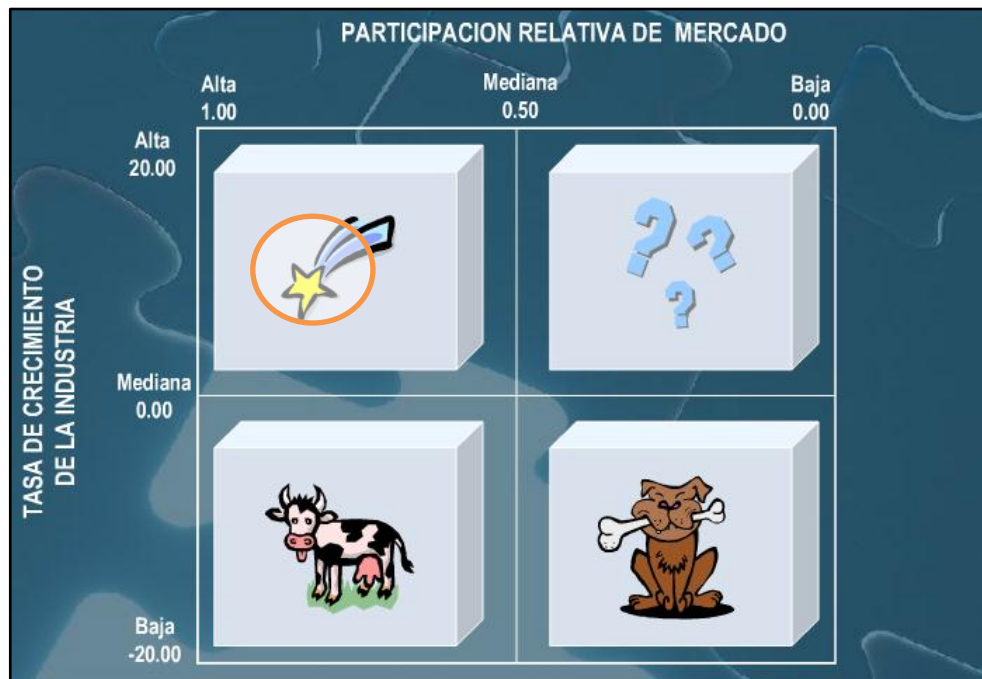 PARTICIPACION RELATIVA DE MERCADO
Alta
1.00
Mediana
0.50
Baja
0.00
Alta
20.00
TASA DE CRECIMIENTO
DE LA INDUSTRIA
? ? ?
Mediana
0.00
Baja
-20.00